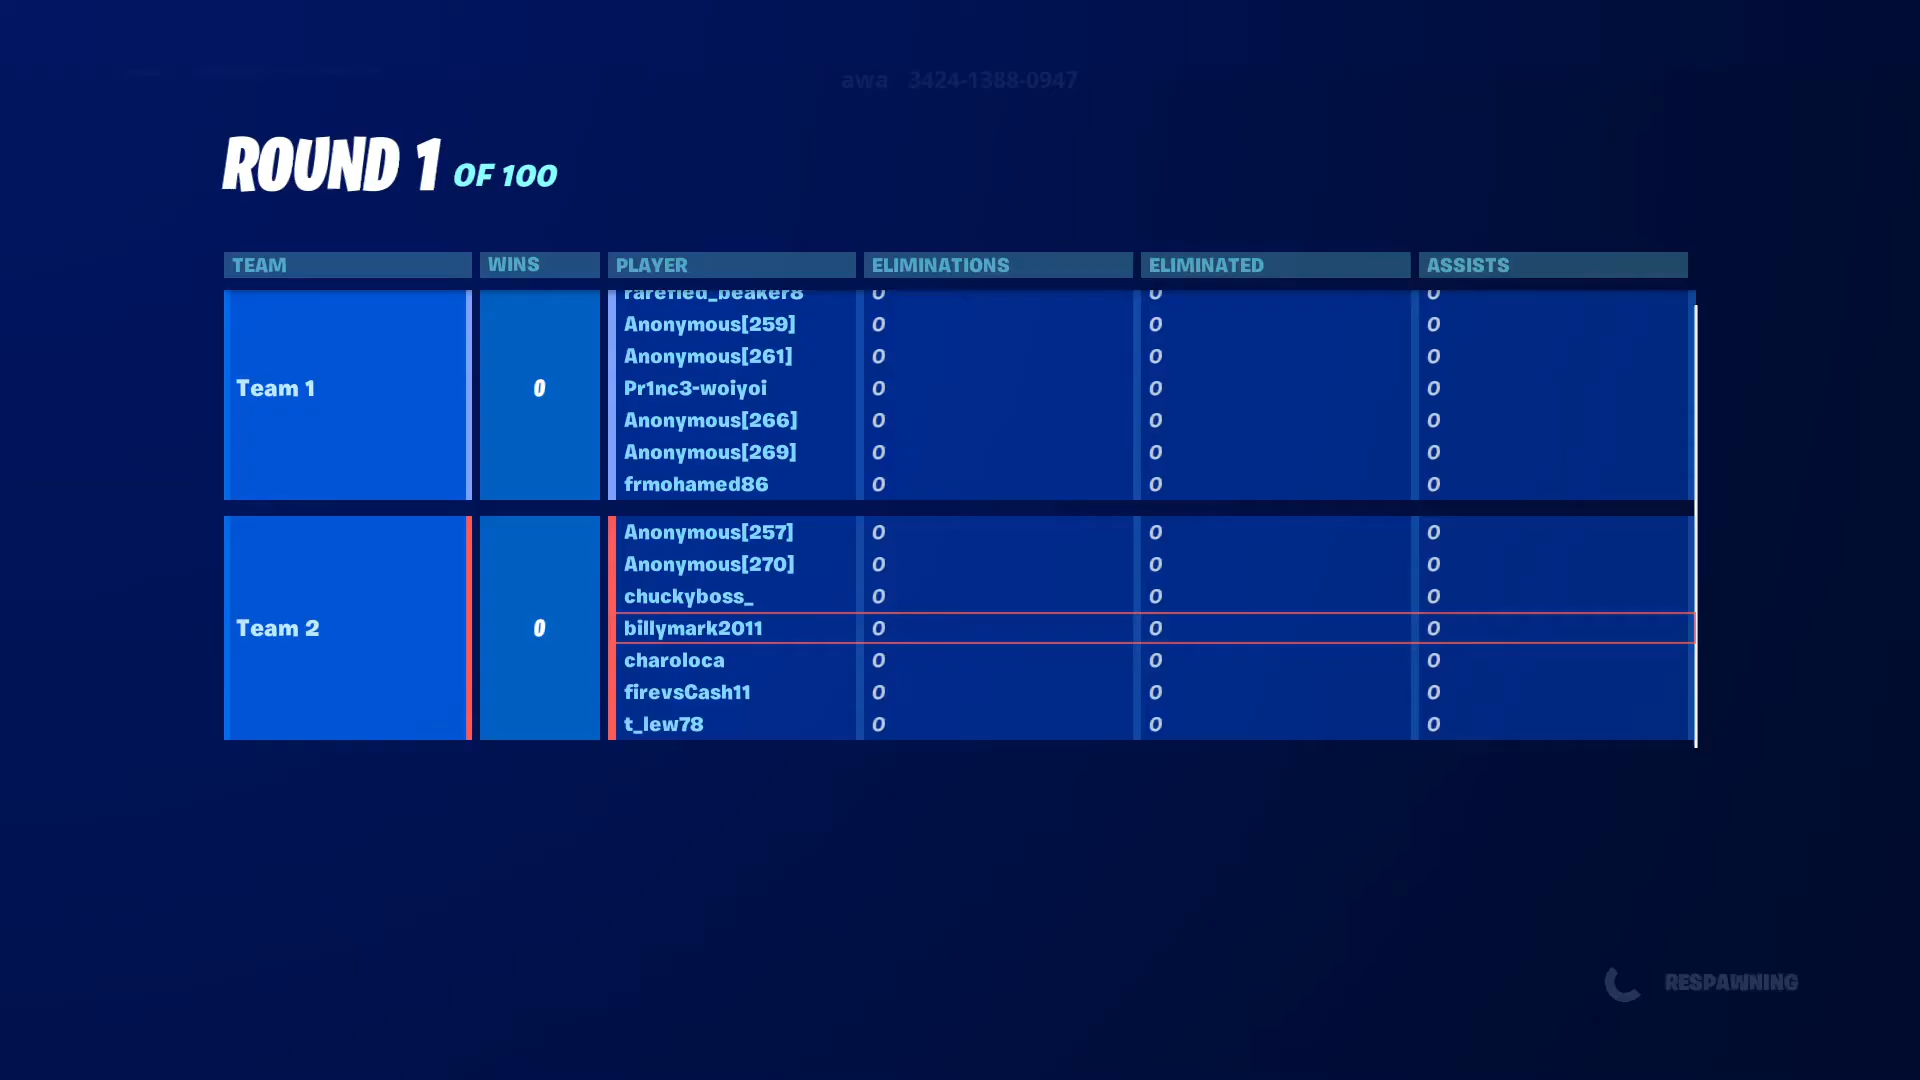 awa 3424-1388-0947
ROUND 1 OF 100
TEAM WINS PLAYER ELIMINATIONS ELIMINATED ASSISTS
rarefied_beaker8 0 0 0
Anonymous[259] 0 0 0
Anonymous[261] 0 0 0
Team 1 0 Pr1nc3-woiyoi 0 0 0
Anonymous[266] 0 0 0
Anonymous[269] 0 0 0
frmohamed86 0 0 0
Anonymous[257] 0 0 0
Anonymous[270] 0 0 0
chuckyboss_ 0 0 0
Team 2 0 billymark2011 0 0 0
charoloca 0 0 0
firevsCash11 0 0 0
t_lew78 0 0 0
RESPAWNING